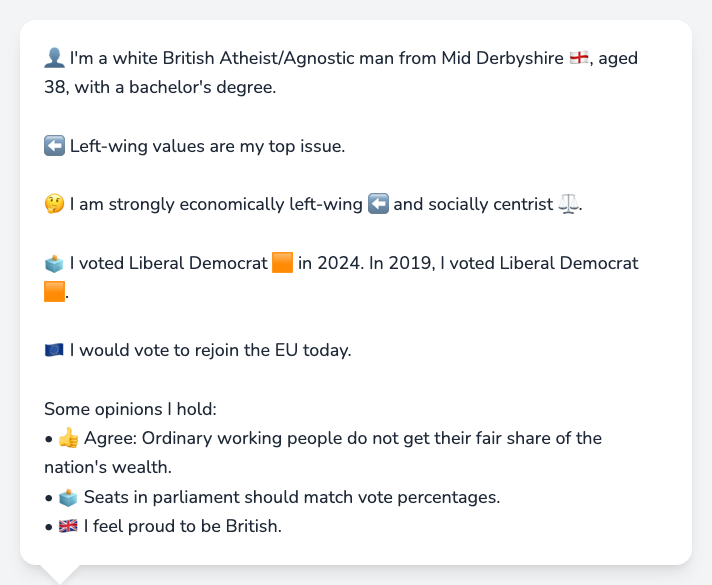 👤 I'm a white British Atheist/Agnostic man from Mid Derbyshire 🏴󠁧󠁢󠁥󠁮󠁧󠁿, aged
38, with a bachelor's degree.
⬅️ Left-wing values are my top issue.
🤔 I am strongly economically left-wing ⬅️ and socially centrist ⚖️.
🗳️ I voted Liberal Democrat 🟧 in 2024. In 2019, I voted Liberal Democrat
🟧.
🇪🇺 I would vote to rejoin the EU today.
Some opinions I hold:
• 👍 Agree: Ordinary working people do not get their fair share of the
nation's wealth.
• 🗳️ Seats in parliament should match vote percentages.
• 🇬🇧 I feel proud to be British.